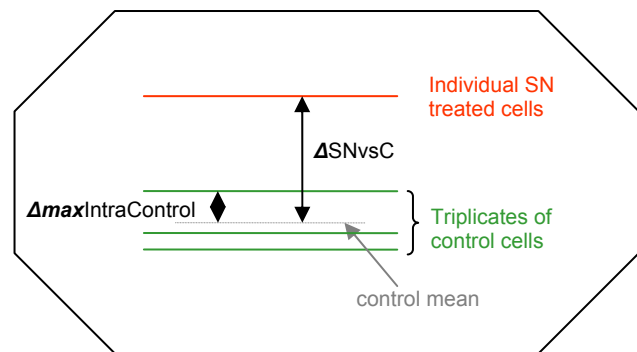 Individual SN
treated cells
ΔSNvsC
ΔmaxIntraControl
Triplicates of
control cells
control mean